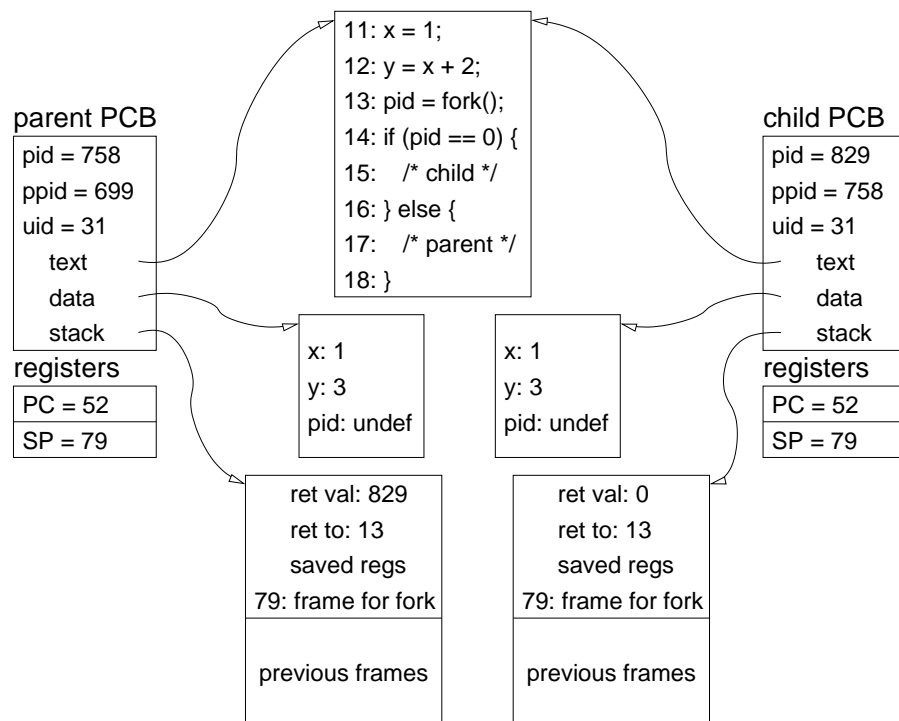 11: x = 1;
12: y = x + 2;
13: pid = fork();
14: if (pid == 0) {
15: /* child */
16: } else {
17: /* parent */
18: }
parent PCB
pid = 758
ppid = 699
uid = 31
text
data
stack
registers
PC = 52
SP = 79
child PCB
pid = 829
ppid = 758
uid = 31
text
data
stack
registers
PC = 52
SP = 79
x: 1
y: 3
pid: undef
x: 1
y: 3
pid: undef
ret val: 829
ret to: 13
saved regs
79: frame for fork
previous frames
ret val: 0
ret to: 13
saved regs
79: frame for fork
previous frames